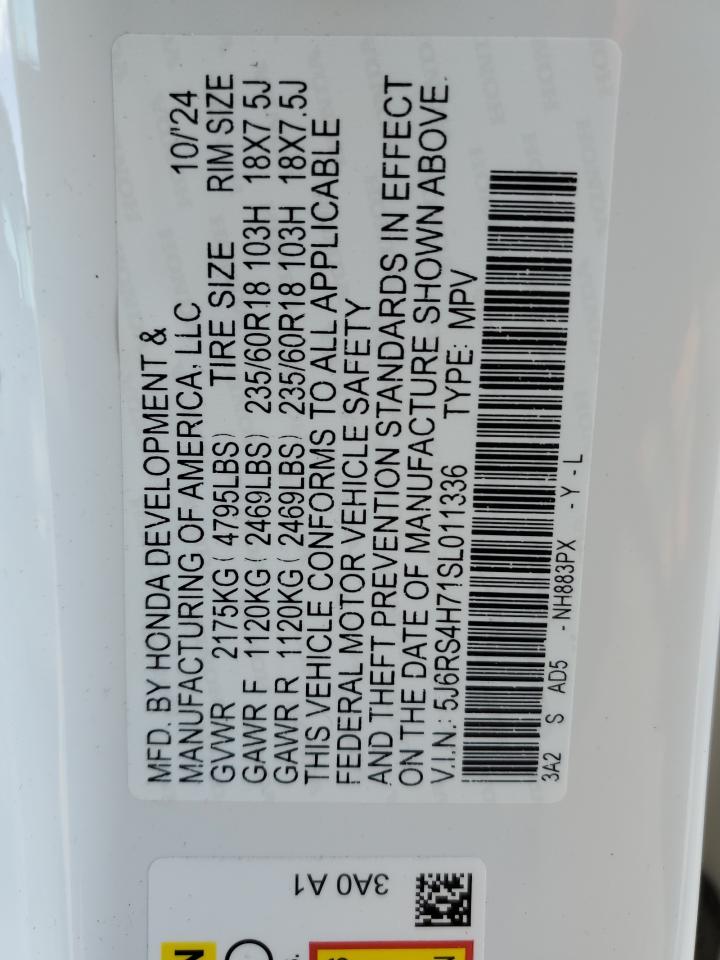 MFD. BY HONDA DEVELOPMENT &
MANUFACTURING OF AMERICA, LLC 10/'24
GVWR 2175KG ( 4795LBS) TIRE SIZE RIM SIZE
GAWR F 1120KG ( 2469LBS) 235/60R18 103H 18X7.5J
GAWR R 1120KG ( 2469LBS) 235/60R18 103H 18X7.5J
THIS VEHICLE CONFORMS TO ALL APPLICABLE
FEDERAL MOTOR VEHICLE SAFETY
AND THEFT PREVENTION STANDARDS IN EFFECT
ON THE DATE OF MANUFACTURE SHOWN ABOVE.
V.I.N.: 5J6RS4H71SL011336 TYPE: MPV
3A2 S AD5 - NH883PX - Y - L
3A0 A1